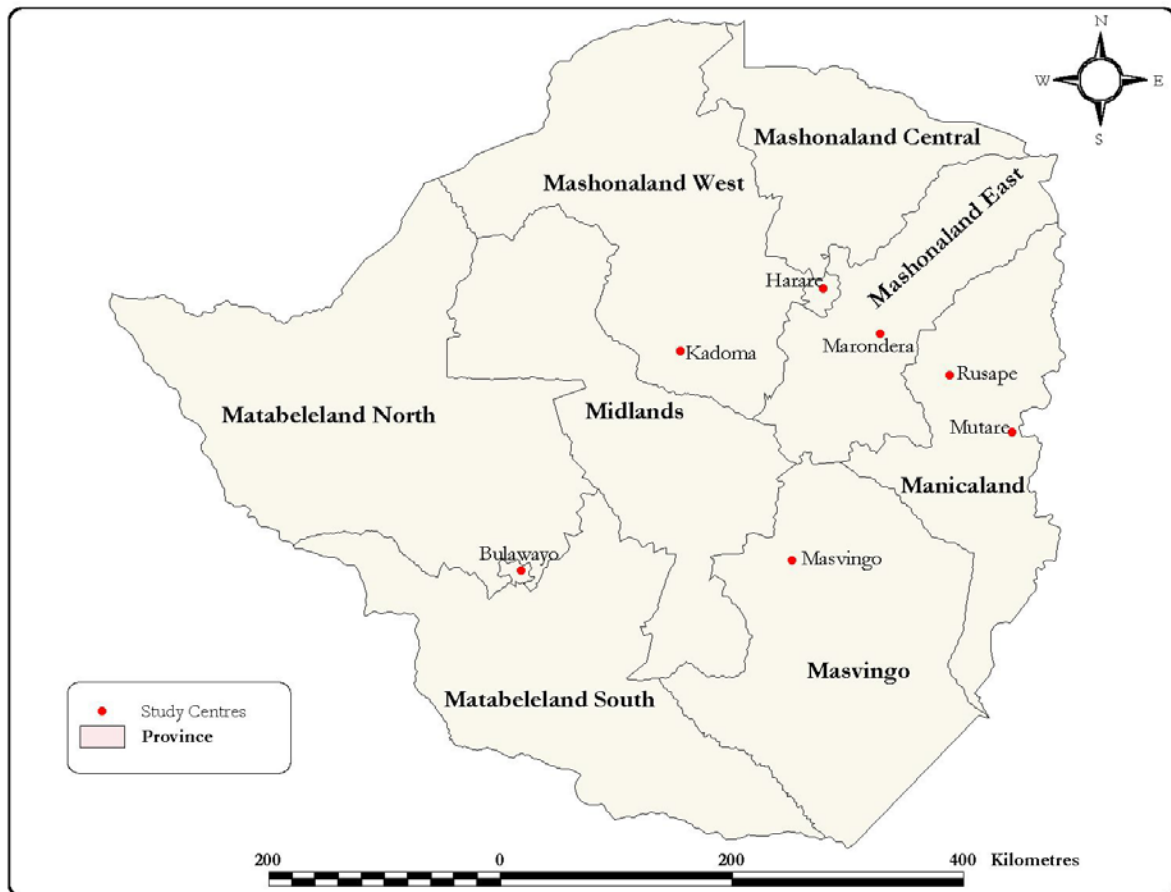 N
W E
S
Mashonaland Central
Mashonaland West
Mashonaland East
Harare
Marondera
Kadoma
Rusape
Matabeleland North
Midlands
Mutare
Manicaland
Bulawayo
Masvingo
Masvingo
Matabeleland South
Study Centres
Province
200 0 200 400 Kilometres